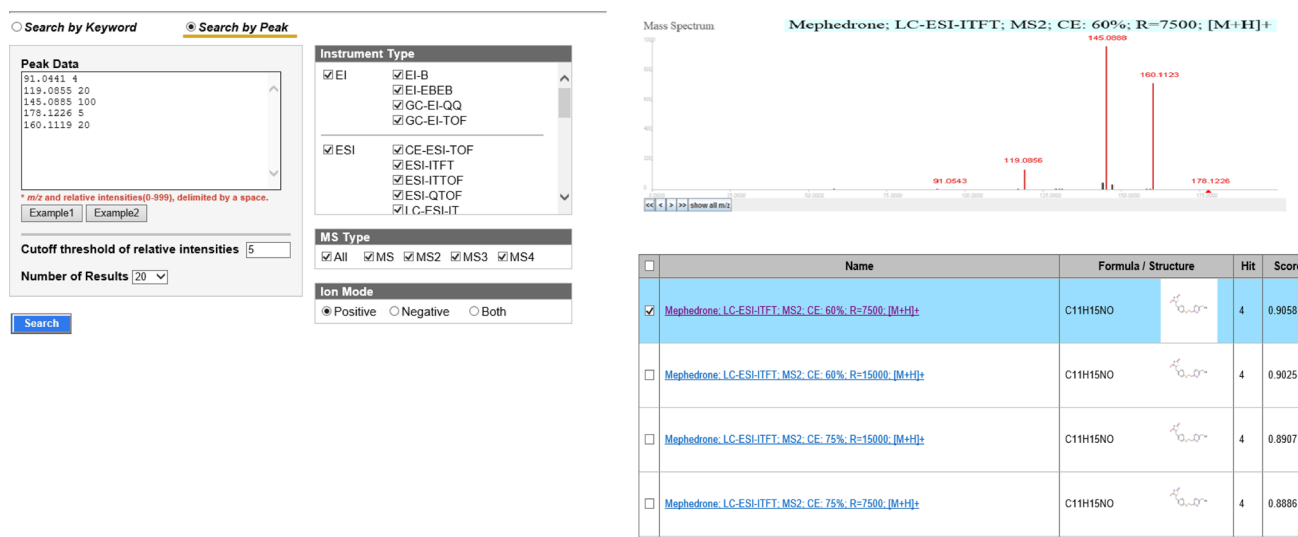 Search by Keyword
Search by Peak
Peak Data
91.0441 4
119.0855 20
145.0885 100
178.1226 5
160.1119 20
* m/z and relative intensities(0-999), delimited by a space.
Example1
Example2
Cutoff threshold of relative intensities 5
Number of Results 20
Search
Instrument Type
EI
EI-B
EI-EBEB
GC-EI-QQ
GC-EI-TOF
ESI
CE-ESI-TOF
ESI-ITFT
ESI-ITTOF
ESI-QTOF
LC-ESI-IT
MS Type
All MS MS2 MS3 MS4
Ion Mode
Positive Negative Both
Mass Spectrum
Mephedrone; LC-ESI-ITFT; MS2; CE: 60%; R=7500; [M+H]+
145.0888
160.1123
119.0856
91.0543
178.1226
<< < > >> show all m/z
Name Formula / Structure Hit Score
Mephedrone; LC-ESI-ITFT; MS2; CE: 60%; R=7500; [M+H]+ C11H15NO 4 0.9058
Mephedrone; LC-ESI-ITFT; MS2; CE: 60%; R=15000; [M+H]+ C11H15NO 4 0.9025
Mephedrone; LC-ESI-ITFT; MS2; CE: 75%; R=15000; [M+H]+ C11H15NO 4 0.8907
Mephedrone; LC-ESI-ITFT; MS2; CE: 75%; R=7500; [M+H]+ C11H15NO 4 0.8886